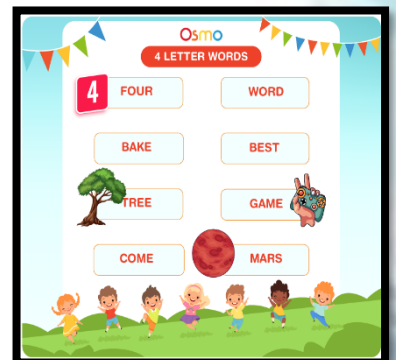 Osmo
4 LETTER WORDS
4 FOUR WORD
BAKE BEST
TREE GAME
COME MARS